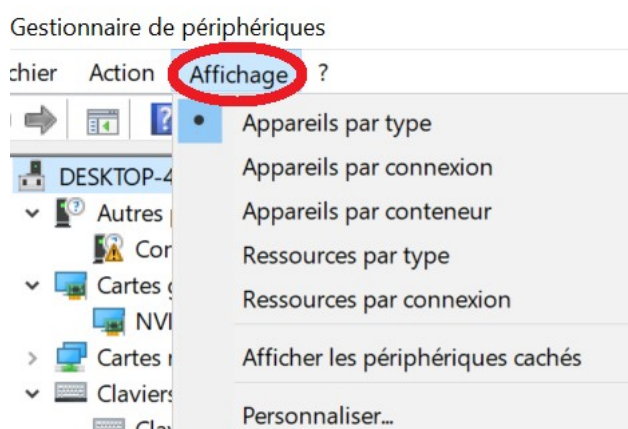 Gestionnaire de périphériques
chier Action Affichage ?
Appareils par type
DESKTOP-4
Appareils par connexion
Autres
Appareils par conteneur
Ressources par type
Cartes
Ressources par connexion
NVI
Cartes
Afficher les périphériques cachés
Claviers
Personnaliser...